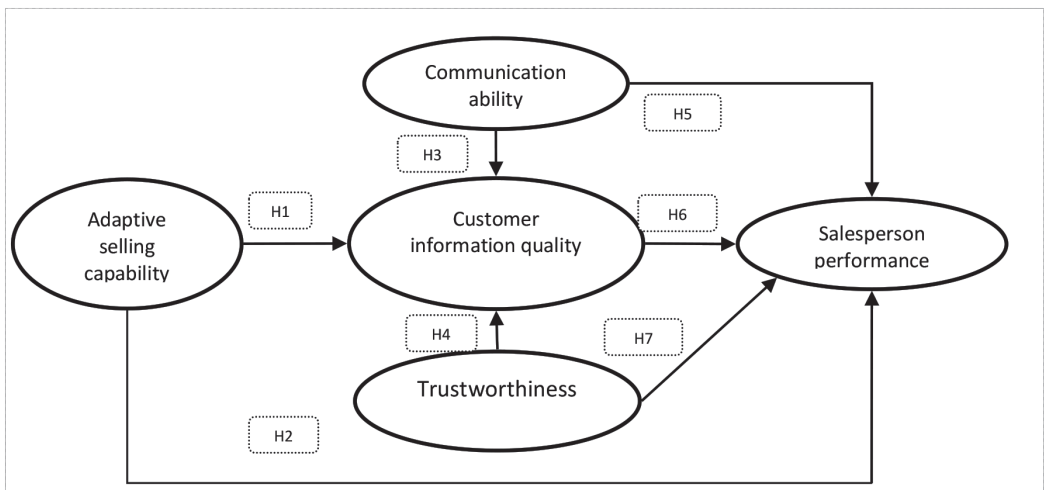 Communication
ability
H5
H3
Adaptive
selling
capability
H1
Customer
information quality
H6
Salesperson
performance
H4
H7
Trustworthiness
H2